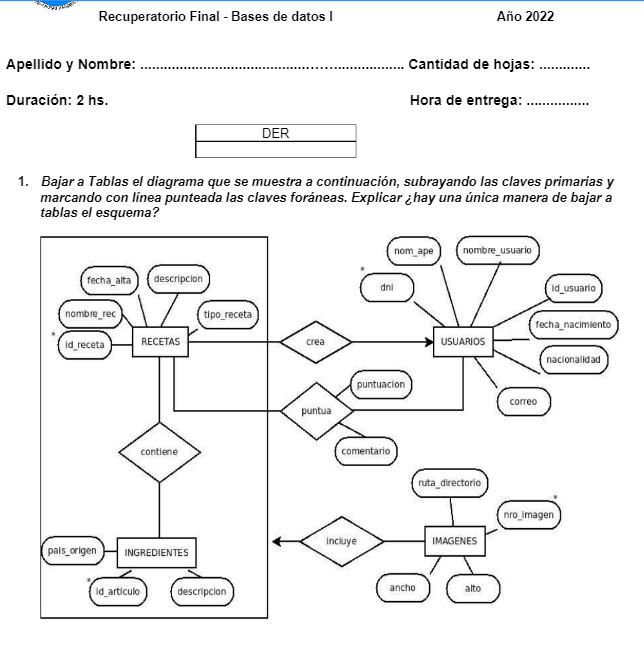 Recuperatorio Final - Bases de datos I Año 2022
Apellido y Nombre: .................................................................. Cantidad de hojas: .............
Duración: 2 hs. Hora de entrega: ................
DER
1. Bajar a Tablas el diagrama que se muestra a continuación, subrayando las claves primarias y
marcando con línea punteada las claves foráneas. Explicar ¿hay una única manera de bajar a
tablas el esquema?
nom_ape nombre_usuario
*
fecha_alta descripcion dni id_usuario
nombre_rec tipo_receta fecha_nacimiento
*
id_receta RECETAS crea USUARIOS
nacionalidad
puntuacion
correo
puntua
contiene comentario
ruta_directorio
*
nro_imagen
pais_origen INGREDIENTES incluye IMAGENES
*
id_articulo descripcion ancho alto